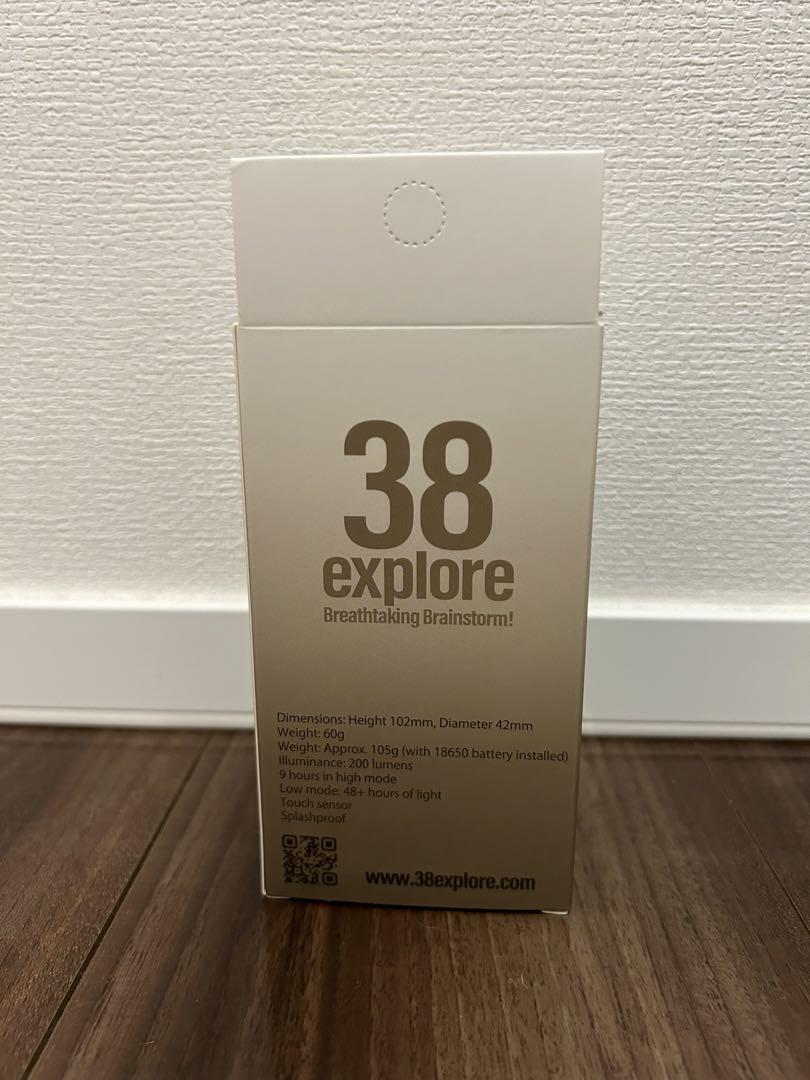 38
explore
Breathtaking Brainstorm!
Dimensions: Height 102mm, Diameter 42mm
Weight: 60g
Weight: Approx. 105g (with 18650 battery installed)
Illuminance: 200 lumens
9 hours in high mode
Low mode: 48+ hours of light
Touch sensor
Splashproof
www.38explore.com